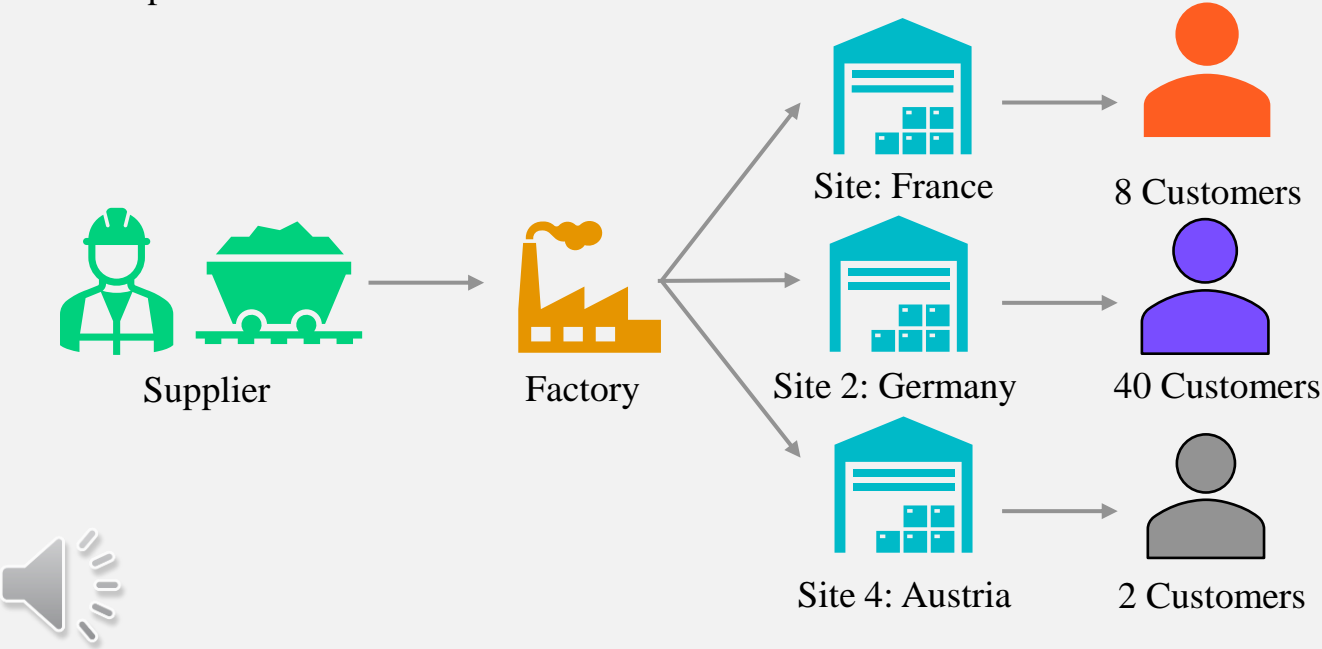 Site: France
8 Customers
Supplier
Factory
Site 2: Germany
40 Customers
Site 4: Austria
2 Customers